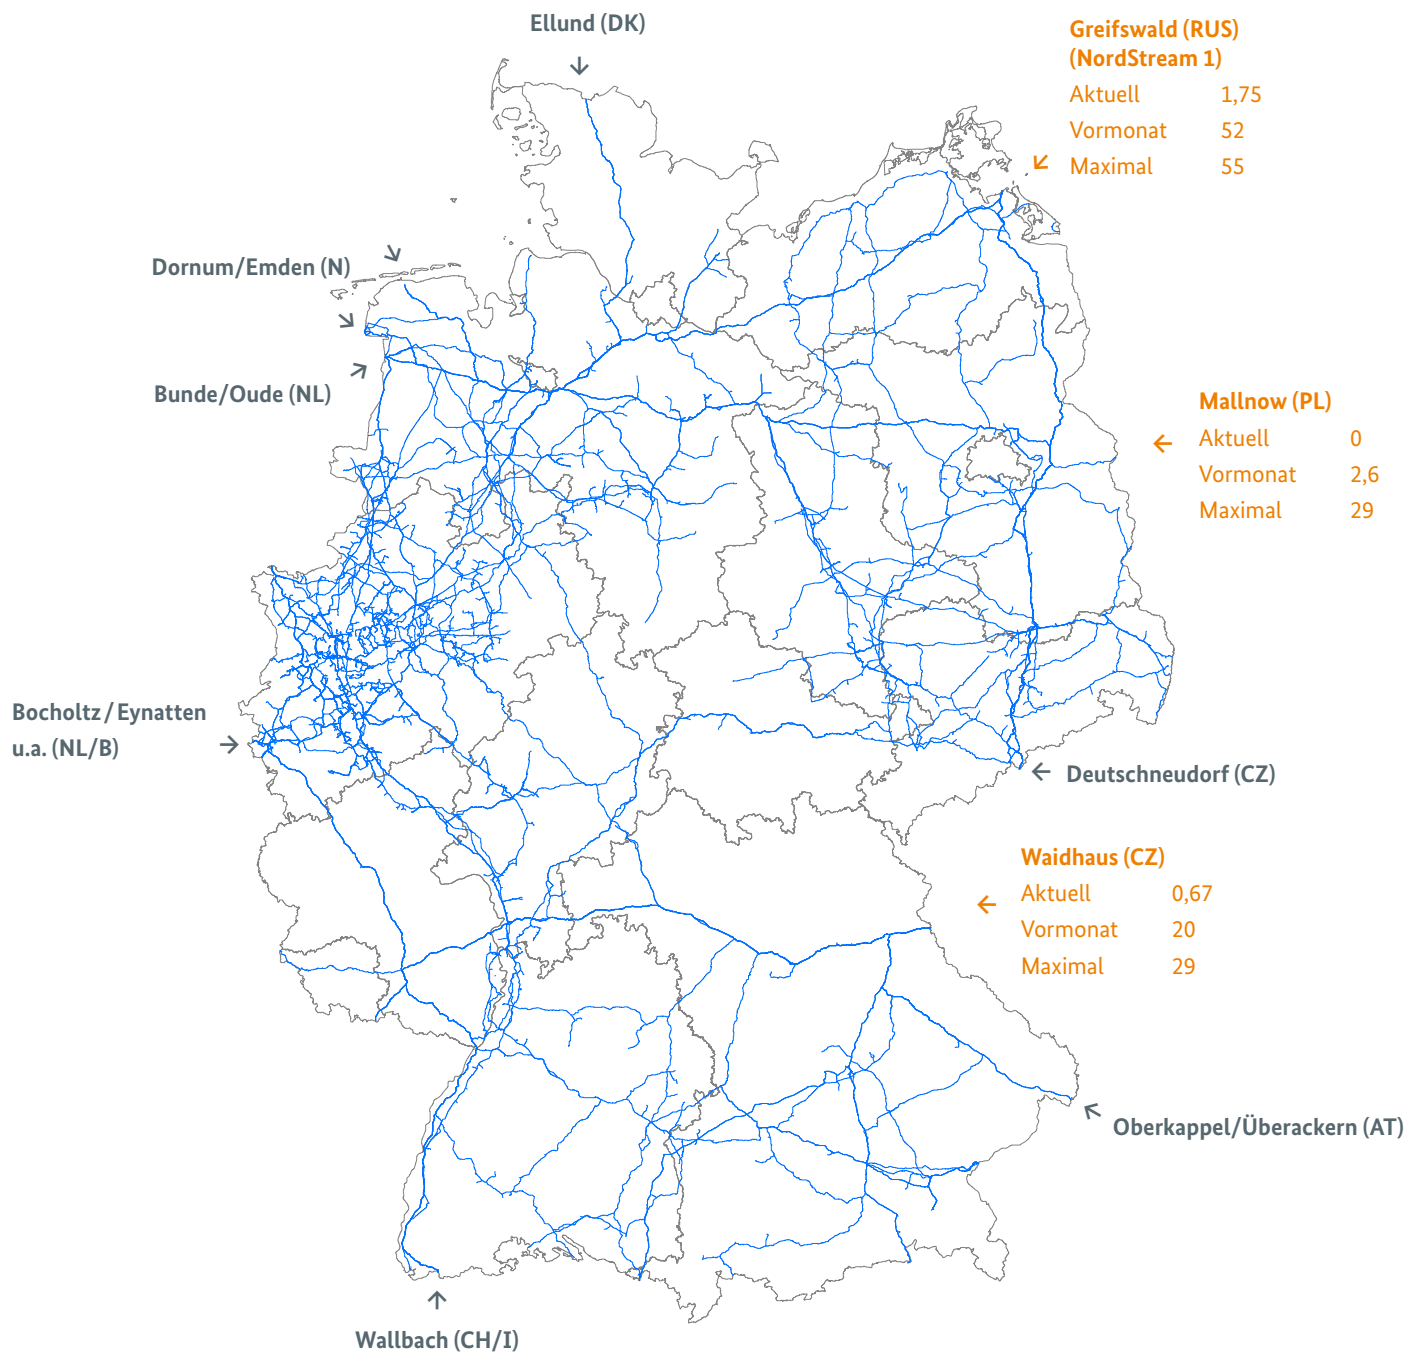 Ellund (DK)
Greifswald (RUS)
(NordStream 1)
Aktuell 1,75
Vormonat 52
Maximal 55
Dornum/Emden (N)
Bunde/Oude (NL)
Mallnow (PL)
Aktuell 0
Vormonat 2,6
Maximal 29
Bocholtz / Eynatten
u.a. (NL/B)
Deutschneudorf (CZ)
Waidhaus (CZ)
Aktuell 0,67
Vormonat 20
Maximal 29
Oberkappel/Überackern (AT)
Wallbach (CH/I)